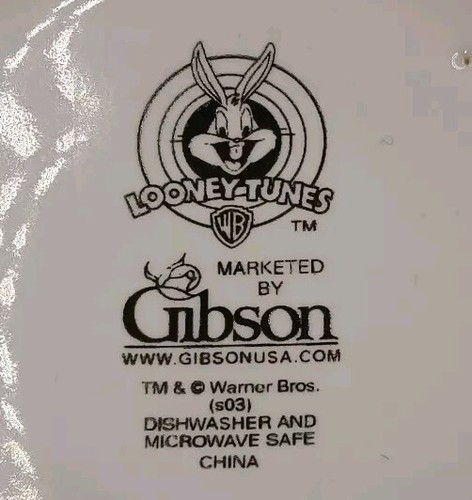 LOONEY TUNES
WB
TM
MARKETED
BY
Gibson
WWW.GIBSONUSA.COM
TM & © Warner Bros.
(s03)
DISHWASHER AND
MICROWAVE SAFE
CHINA